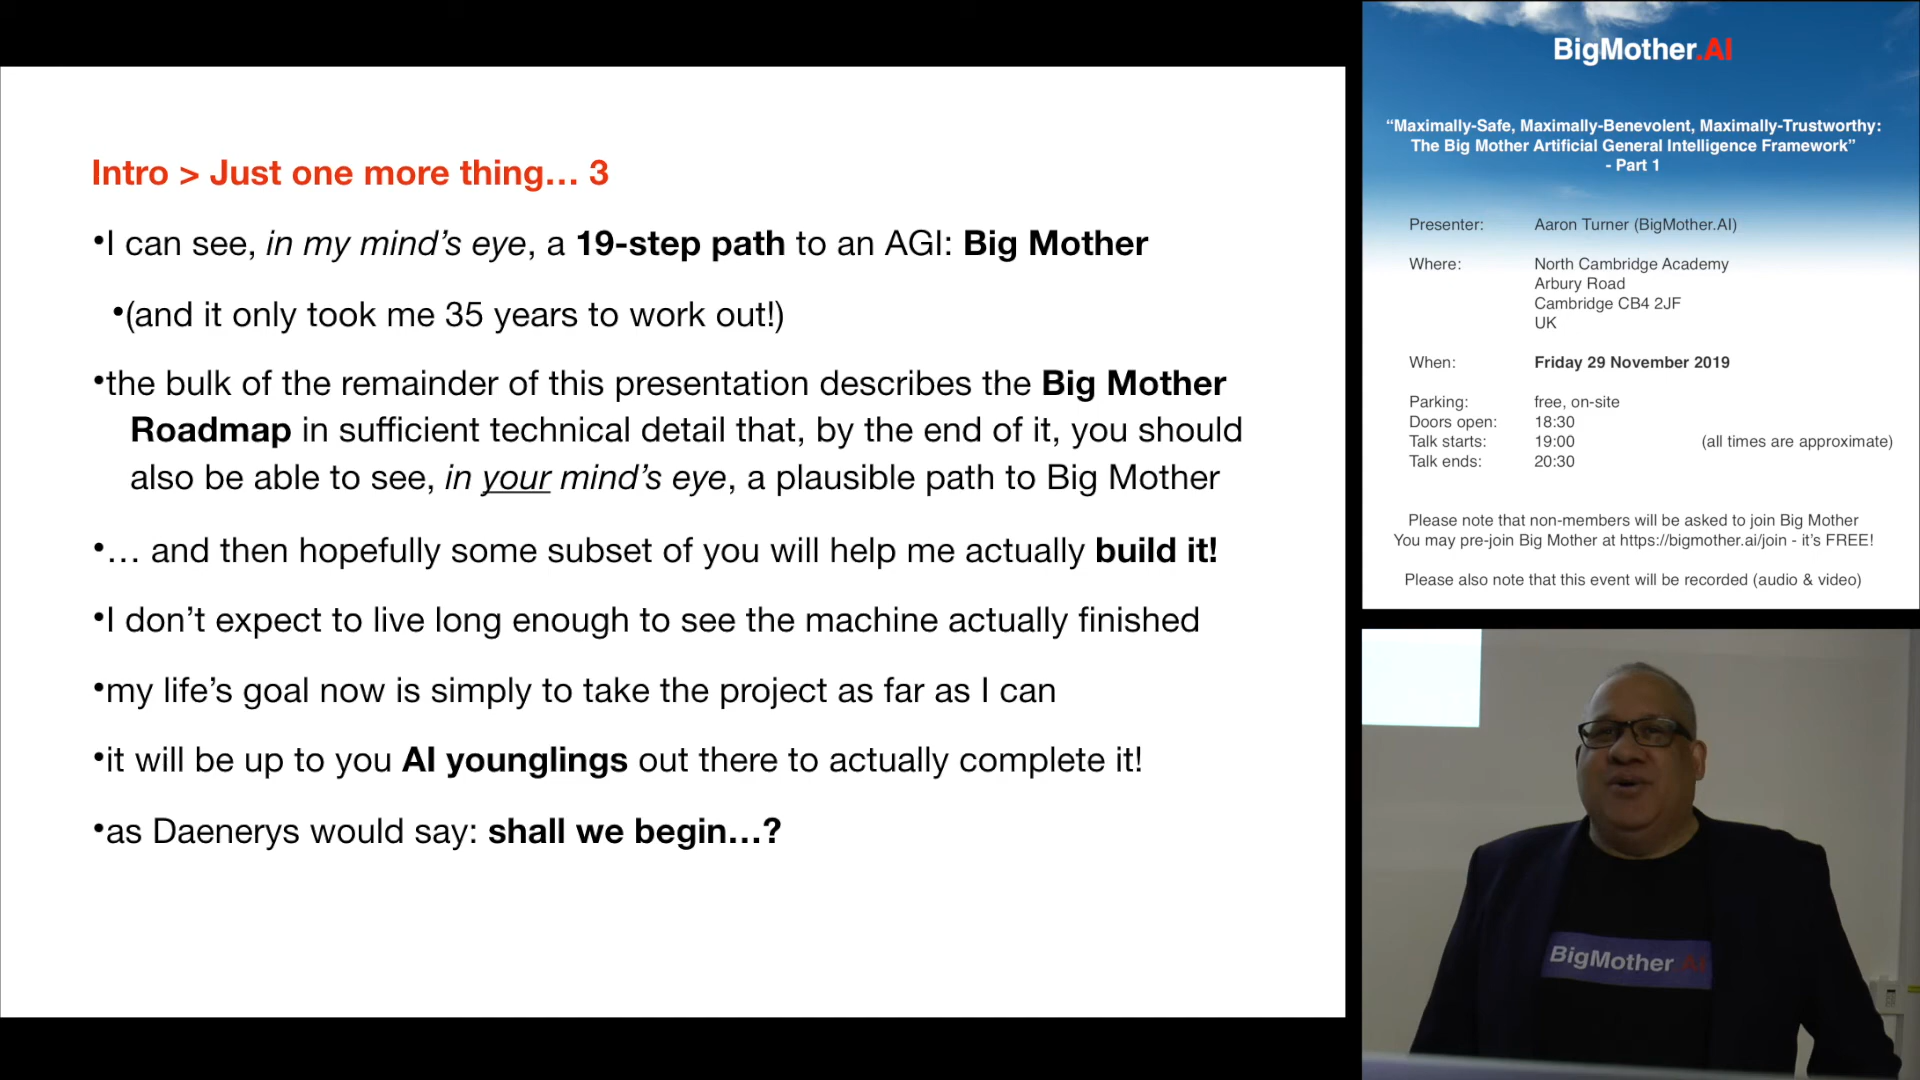 Intro > Just one more thing… 3
•I can see, in my mind’s eye, a 19-step path to an AGI: Big Mother
•(and it only took me 35 years to work out!)
•the bulk of the remainder of this presentation describes the Big Mother
Roadmap in sufficient technical detail that, by the end of it, you should
also be able to see, in your mind’s eye, a plausible path to Big Mother
•… and then hopefully some subset of you will help me actually build it!
•I don’t expect to live long enough to see the machine actually finished
•my life’s goal now is simply to take the project as far as I can
•it will be up to you AI younglings out there to actually complete it!
•as Daenerys would say: shall we begin…?
BigMother.AI
“Maximally-Safe, Maximally-Benevolent, Maximally-Trustworthy:
The Big Mother Artificial General Intelligence Framework”
- Part 1
Presenter: Aaron Turner (BigMother.AI)
Where: North Cambridge Academy
Arbury Road
Cambridge CB4 2JF
UK
When: Friday 29 November 2019
Parking: free, on-site
Doors open: 18:30
Talk starts: 19:00 (all times are approximate)
Talk ends: 20:30
Please note that non-members will be asked to join Big Mother
You may pre-join Big Mother at https://bigmother.ai/join - it’s FREE!
Please also note that this event will be recorded (audio & video)
BigMother.AI